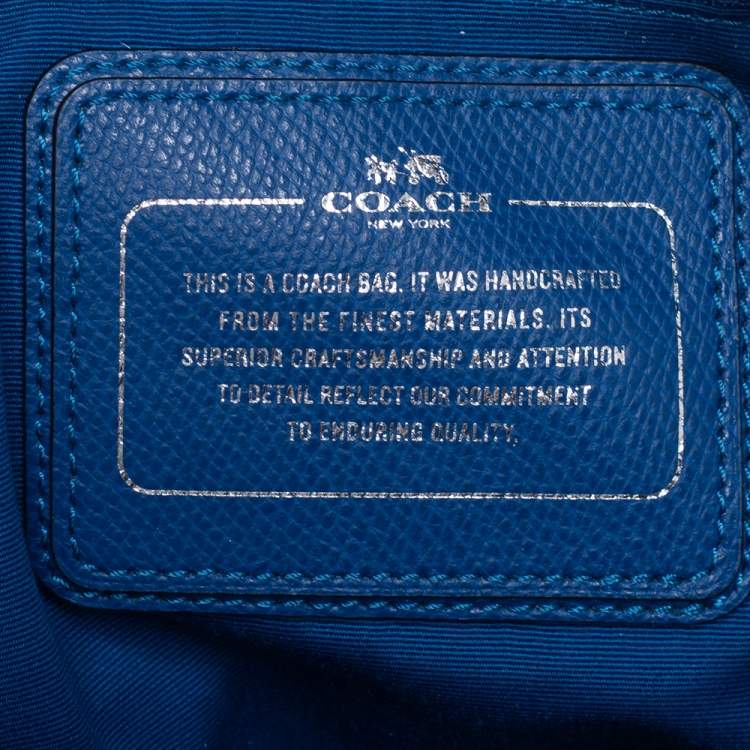 COACH
NEW YORK
THIS IS A COACH BAG. IT WAS HANDCRAFTED
FROM THE FINEST MATERIALS. ITS
SUPERIOR CRAFTSMANSHIP AND ATTENTION
TO DETAIL REFLECT OUR COMMITMENT
TO ENDURING QUALITY.